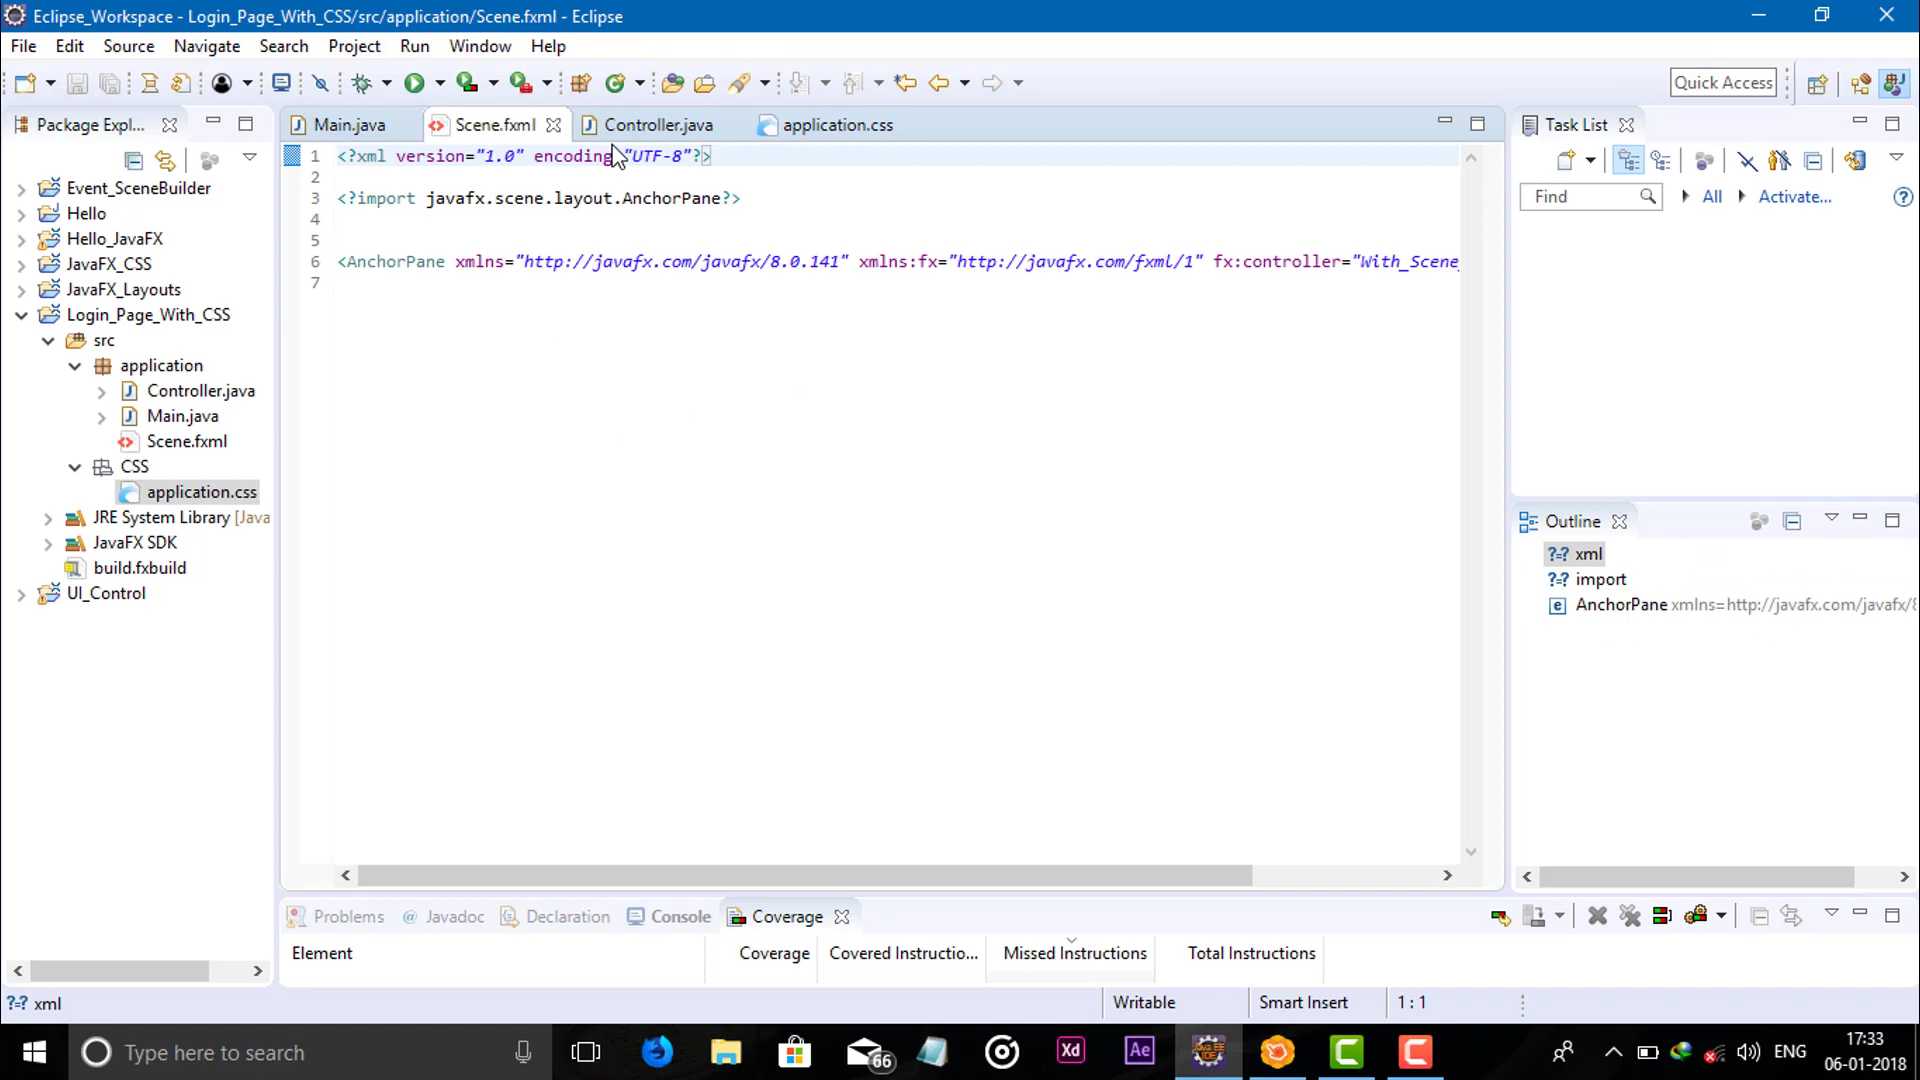 Eclipse_Workspace - Login_Page_With_CSS/src/application/Scene.fxml - Eclipse
File Edit Source Navigate Search Project Run Window Help
Quick Access
Package Expl...
Main.java Scene.fxml Controller.java application.css
Task List
1 <?xml version="1.0" encoding "UTF-8"?>
2
3 <?import javafx.scene.layout.AnchorPane?>
4
5
6 <AnchorPane xmlns="http://javafx.com/javafx/8.0.141" xmlns:fx="http://javafx.com/fxml/1" fx:controller="With_Scene_
7
Event_SceneBuilder
Hello
Hello_JavaFX
JavaFX_CSS
JavaFX_Layouts
Login_Page_With_CSS
src
application
Controller.java
Main.java
Scene.fxml
CSS
application.css
JRE System Library [Java
JavaFX SDK
build.fxbuild
UI_Control
Find All Activate...
Outline
xml
import
AnchorPane xmlns=http://javafx.com/javafx/8
Problems Javadoc Declaration Console Coverage
Element Coverage Covered Instructio... Missed Instructions Total Instructions
?-? xml Writable Smart Insert 1 : 1
Type here to search 66 Xd Ae JAVA EE IDE ENG 17:33
06-01-2018